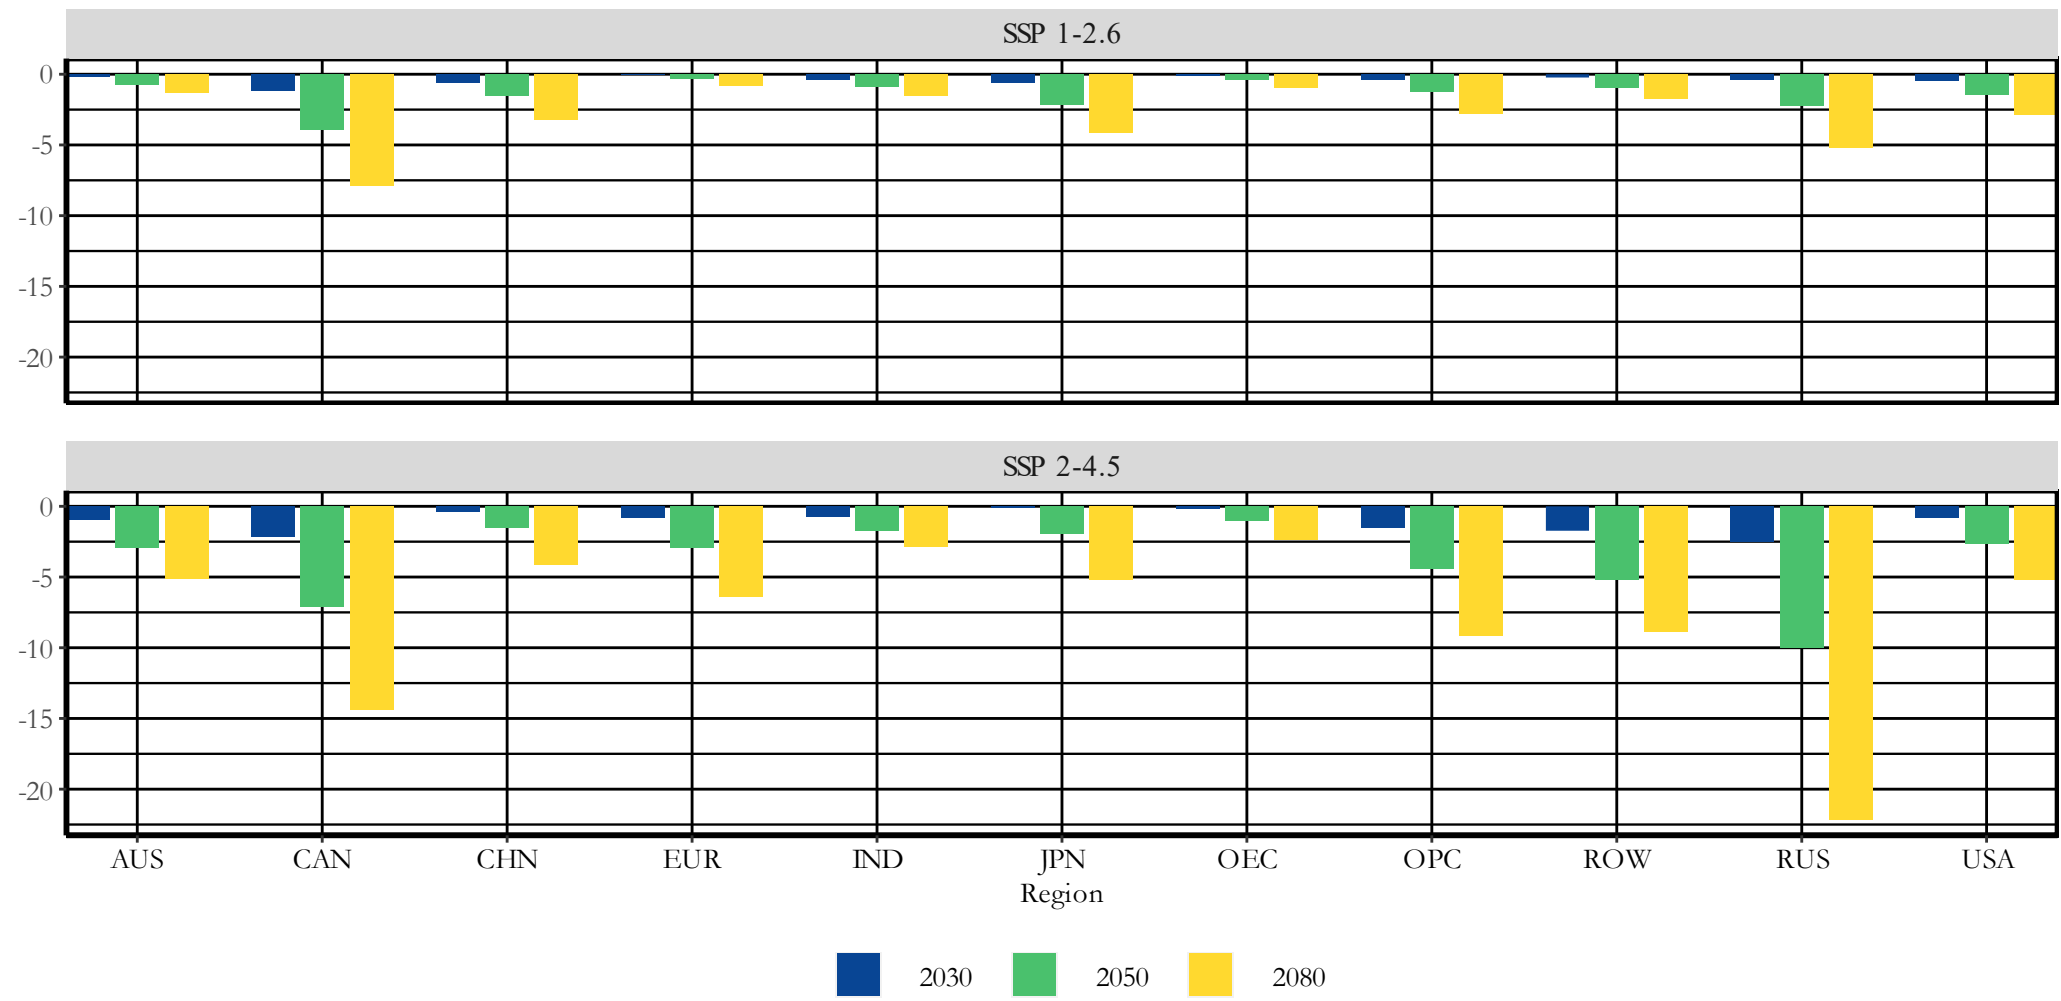 SSP 1-2.6
0
-5
-10
-15
-20
SSP 2-4.5
0
-5
-10
-15
-20
AUS CAN CHN EUR IND JPN OEC OPC ROW RUS USA
Region
2030 2050 2080